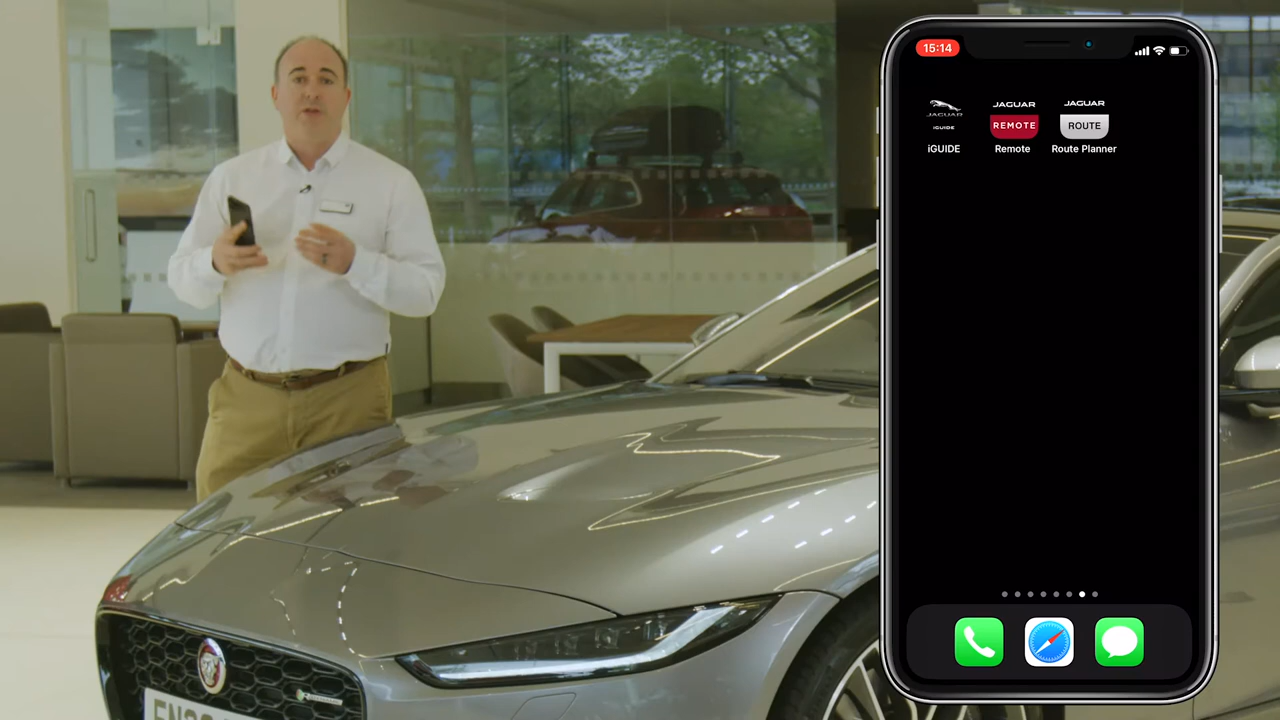 15:14
JAGUAR
iGUIDE
iGUIDE
JAGUAR
REMOTE
Remote
JAGUAR
ROUTE
Route Planner